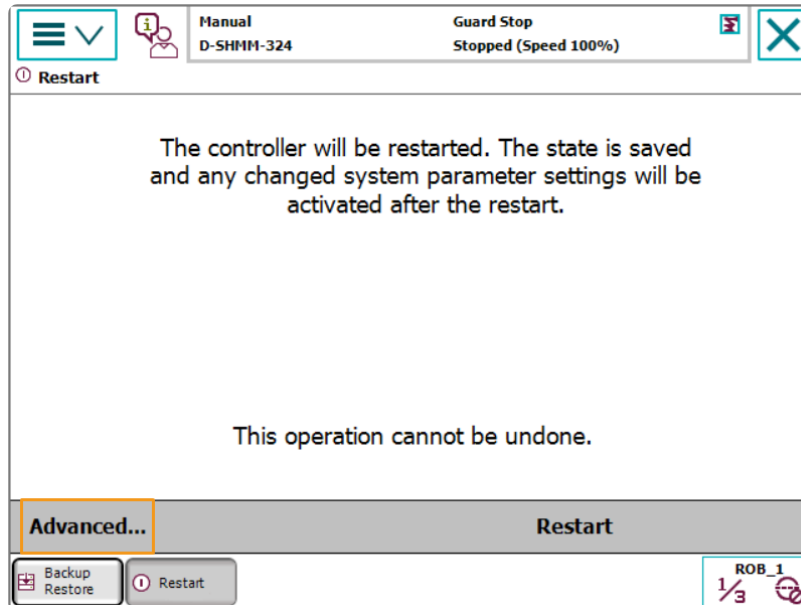 Manual
Guard Stop
D-SHMM-324
Stopped (Speed 100%)
Restart
The controller will be restarted. The state is saved
and any changed system parameter settings will be
activated after the restart.
This operation cannot be undone.
Advanced...
Restart
Backup
Restore
Restart
ROB_1
1/3